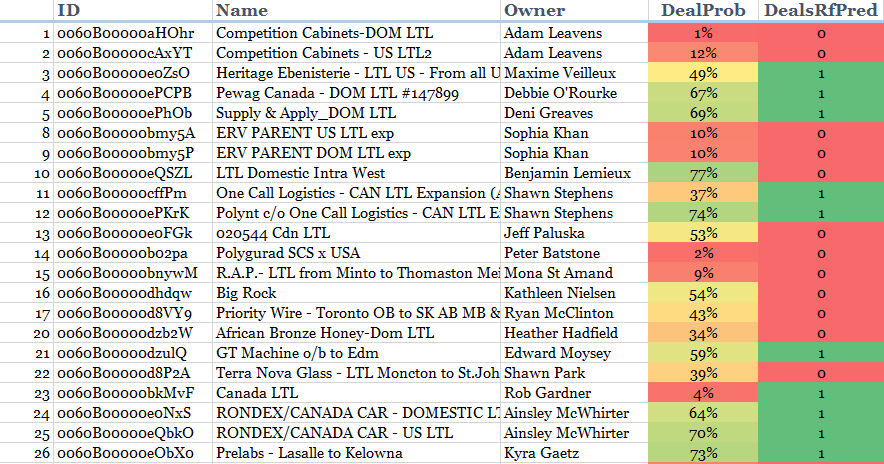 ID Name Owner DealProb DealsRfPred
1 0060B00000aHOhr Competition Cabinets-DOM LTL Adam Leavens 1% 0
2 0060B00000cAxYT Competition Cabinets - US LTL2 Adam Leavens 12% 0
3 0060B00000e0ZsO Heritage Ebenisterie - LTL US - From all U Maxime Veilleux 49% 1
4 0060B00000ePCPB Pewag Canada - DOM LTL #147899 Debbie O'Rourke 67% 1
5 0060B00000ePhOb Supply & Apply_DOM LTL Deni Greaves 69% 1
8 0060B00000bmy5A ERV PARENT US LTL exp Sophia Khan 10% 0
9 0060B00000bmy5P ERV PARENT DOM LTL exp Sophia Khan 10% 0
10 0060B00000eQSZL LTL Domestic Intra West Benjamin Lemieux 77% 0
11 0060B00000cffPm One Call Logistics - CAN LTL Expansion (A Shawn Stephens 37% 1
12 0060B00000ePKrK Polynt c/o One Call Logistics - CAN LTL E Shawn Stephens 74% 1
13 0060B00000e0FGk 020544 Cdn LTL Jeff Paluska 53% 0
14 0060B00000b02pa Polygurad SCS x USA Peter Batstone 2% 0
15 0060B00000bnywM R.A.P.- LTL from Minto to Thomaston Mei Mona St Amand 9% 0
16 0060B00000dhdqw Big Rock Kathleen Nielsen 54% 0
17 0060B00000d8VY9 Priority Wire - Toronto OB to SK AB MB & Ryan McClinton 43% 0
20 0060B00000dzb2W African Bronze Honey-Dom LTL Heather Hadfield 34% 0
21 0060B00000dzulQ GT Machine o/b to Edm Edward Moysey 59% 1
22 0060B00000d8P2A Terra Nova Glass - LTL Moncton to St.Joh Shawn Park 39% 0
23 0060B00000bkMvF Canada LTL Rob Gardner 4% 1
24 0060B00000e0NxS RONDEX/CANADA CAR - DOMESTIC LT Ainsley McWhirter 64% 1
25 0060B00000eQbkO RONDEX/CANADA CAR - US LTL Ainsley McWhirter 70% 1
26 0060B00000eObX0 Prelabs - Lasalle to Kelowna Kyra Gaetz 73% 1